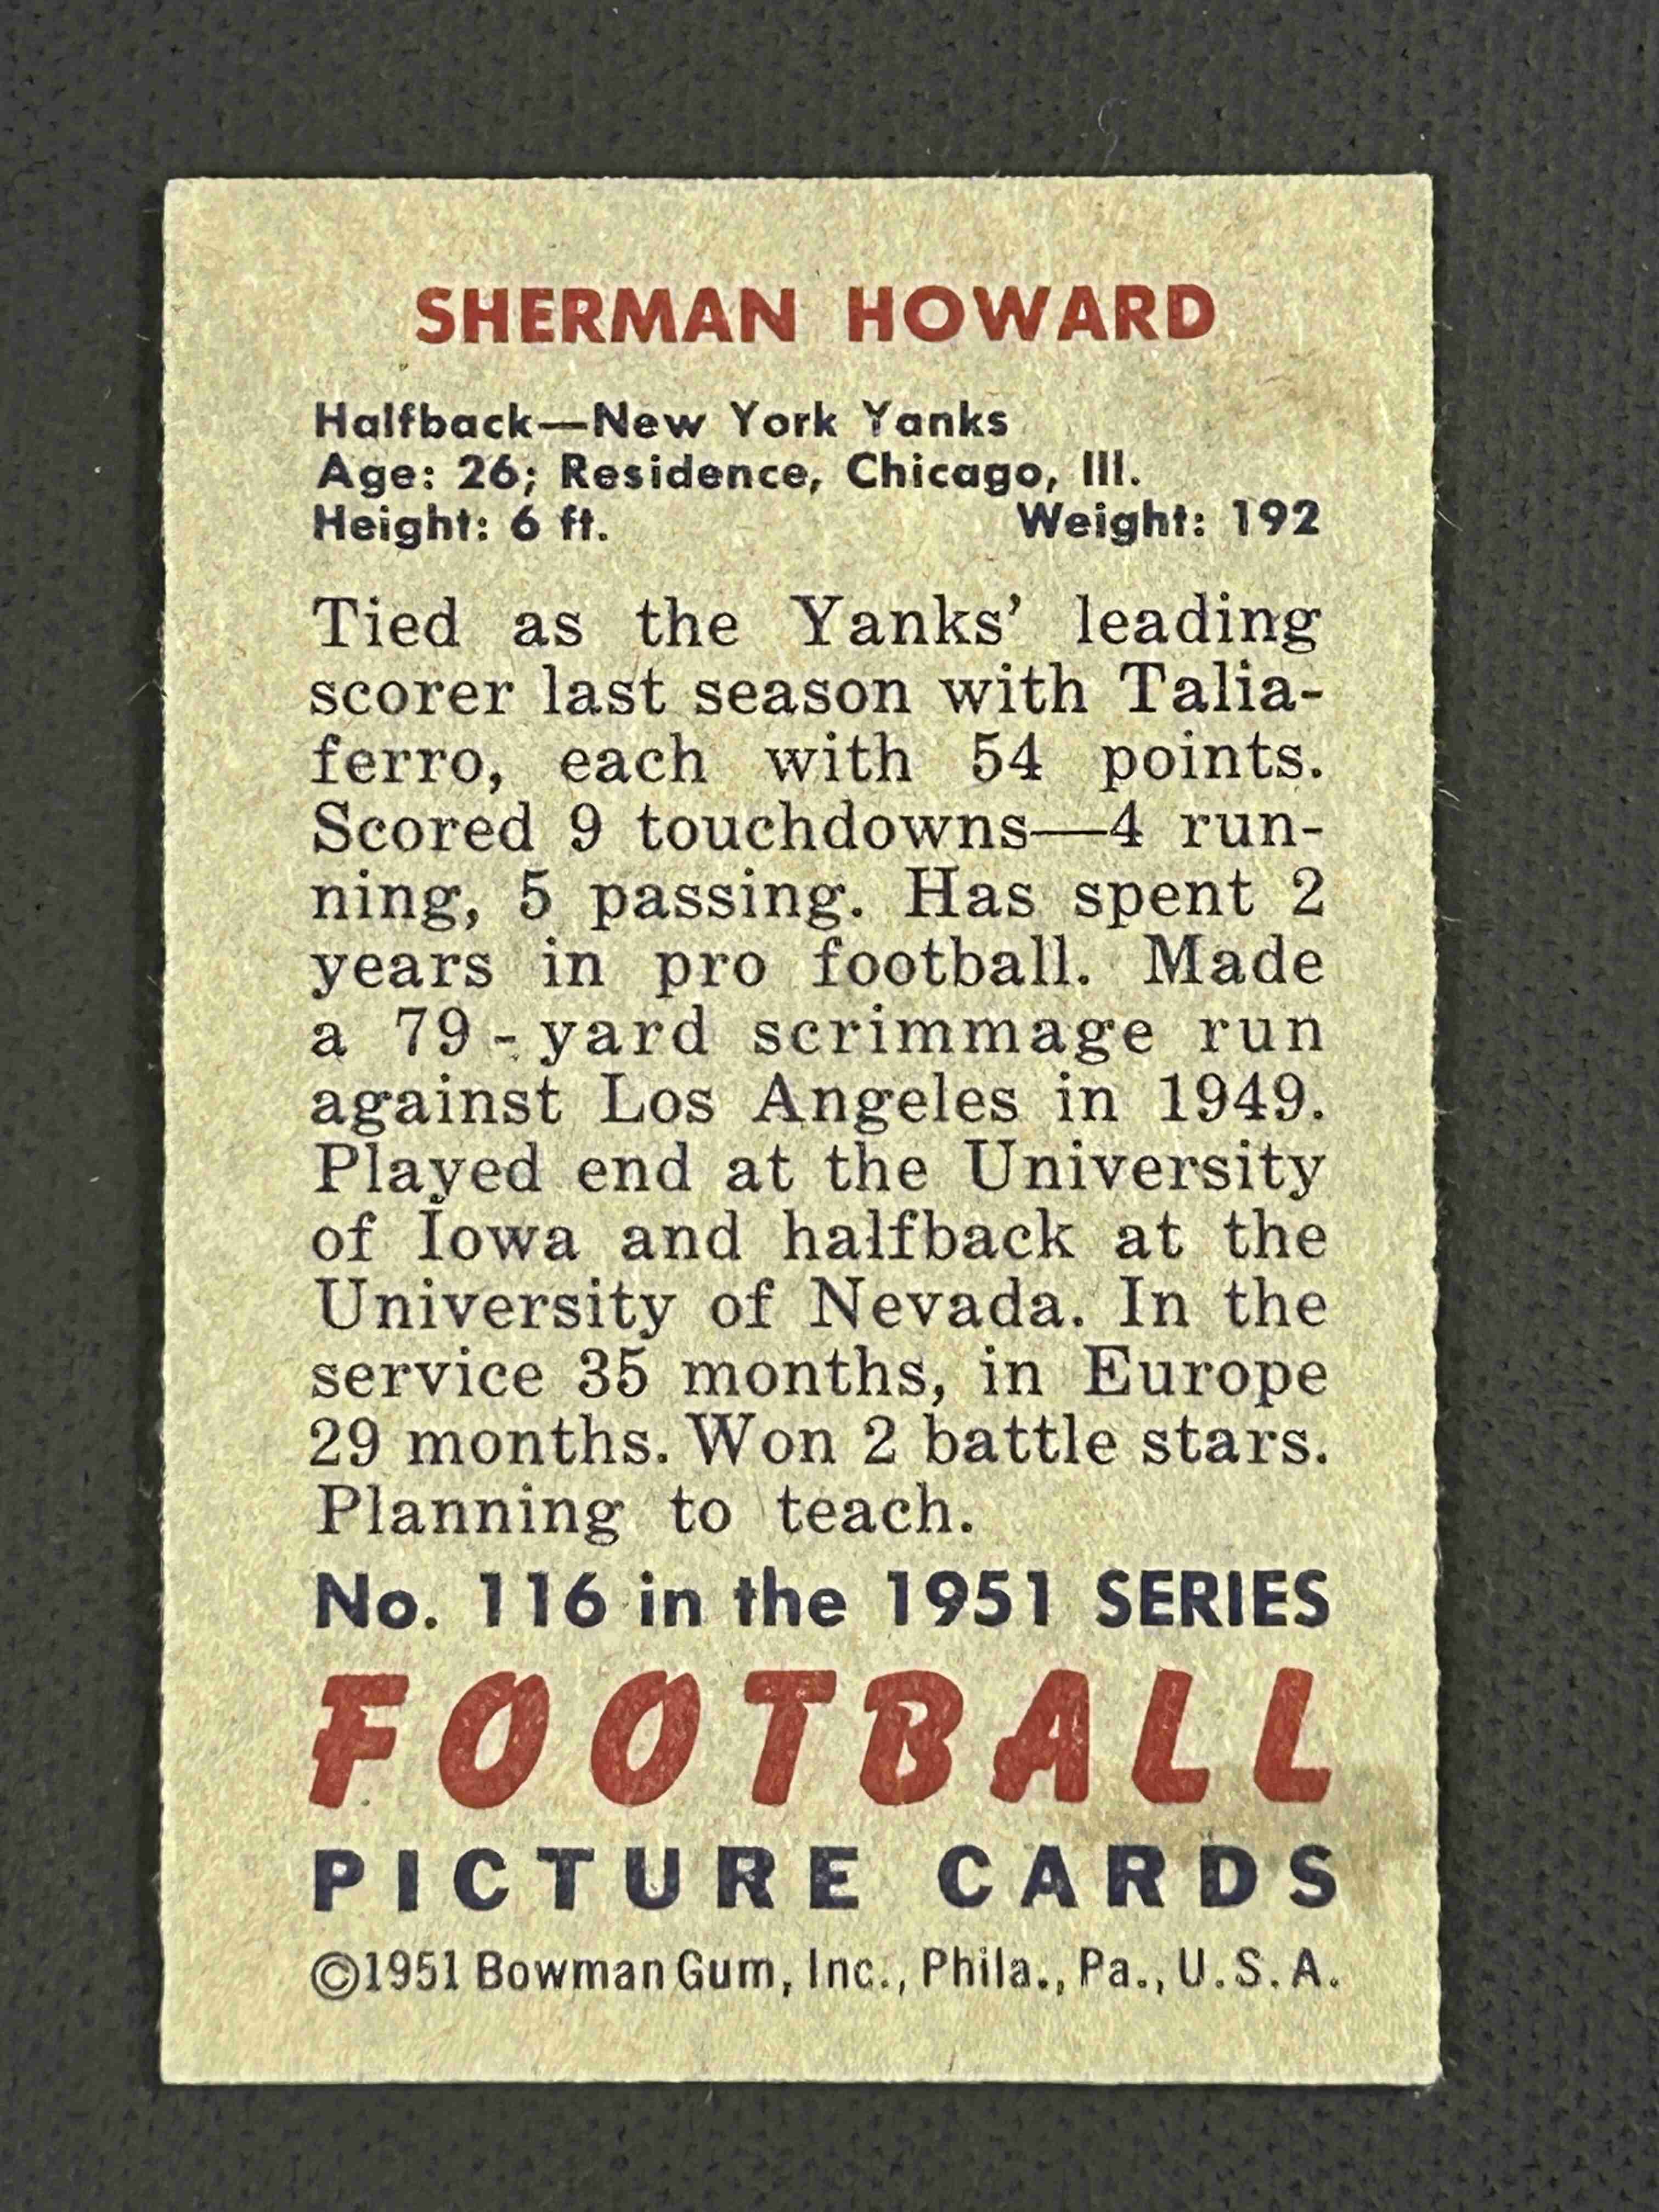 SHERMAN HOWARD
Halfback—New York Yanks
Age: 26; Residence, Chicago, Ill.
Height: 6 ft. Weight: 192
Tied as the Yanks' leading
scorer last season with Talia-
ferro, each with 54 points.
Scored 9 touchdowns—4 run-
ning, 5 passing. Has spent 2
years in pro football. Made
a 79-yard scrimmage run
against Los Angeles in 1949.
Played end at the University
of Iowa and halfback at the
University of Nevada. In the
service 35 months, in Europe
29 months. Won 2 battle stars.
Planning to teach.
No. 116 in the 1951 SERIES
FOOTBALL
PICTURE CARDS
©1951 Bowman Gum, Inc., Phila., Pa., U.S.A.